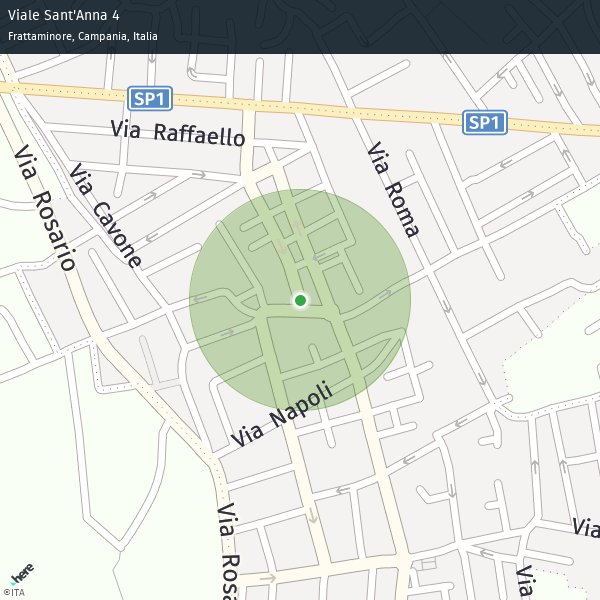 Viale Sant'Anna 4
Frattaminore, Campania, Italia
SP1
SP1
Via Raffaello
Via Roma
Via Rosario
Via Cavone
Via Napoli
Via Rosa
Via
Via
here
©ITA